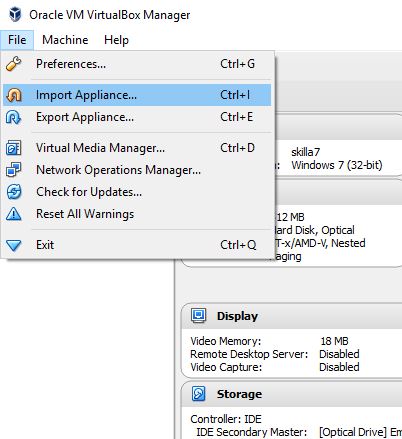 Oracle VM VirtualBox Manager
File Machine Help
Preferences... Ctrl+G
Import Appliance... Ctrl+I
Export Appliance... Ctrl+E
Virtual Media Manager... Ctrl+D
Network Operations Manager...
Check for Updates...
Reset All Warnings
Exit Ctrl+Q
skilla7
Windows 7 (32-bit)
12 MB
ard Disk, Optical
T-x/AMD-V, Nested
aging
Display
Video Memory: 18 MB
Remote Desktop Server: Disabled
Video Capture: Disabled
Storage
Controller: IDE
IDE Secondary Master: [Optical Drive] Em